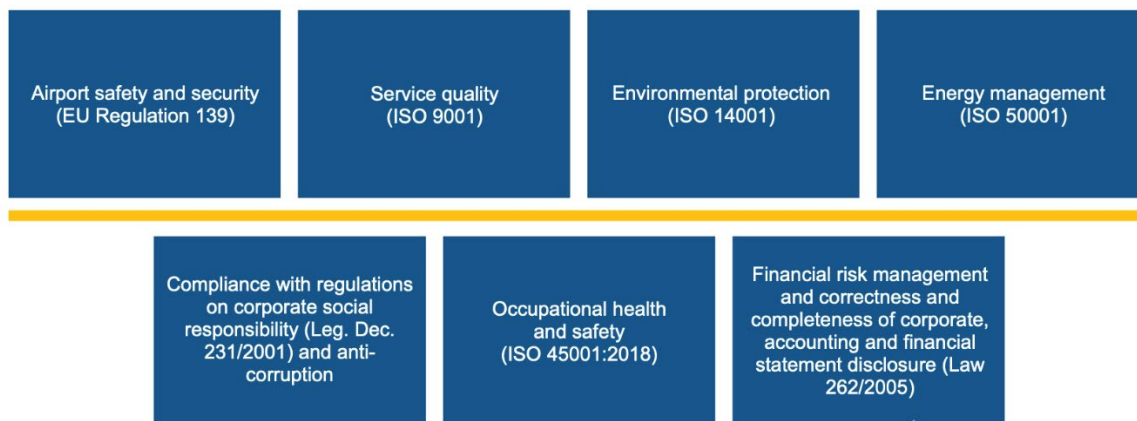 Airport safety and security
(EU Regulation 139)
Service quality
(ISO 9001)
Environmental protection
(ISO 14001)
Energy management
(ISO 50001)
Compliance with regulations
on corporate social
responsibility (Leg. Dec.
231/2001) and anti-
corruption
Occupational health
and safety
(ISO 45001:2018)
Financial risk management
and correctness and
completeness of corporate,
accounting and financial
statement disclosure (Law
262/2005)